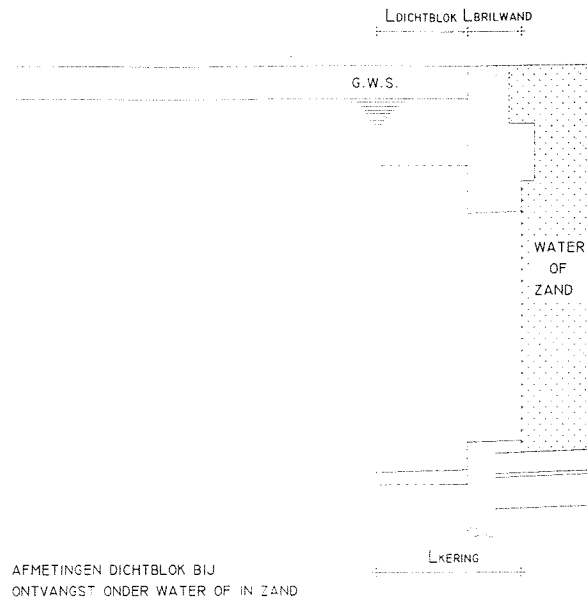 LDICHTBLOK LBRILWAND
G.W.S.
WATER
OF
ZAND
LKERING
AFMETINGEN DICHTBLOK BIJ
ONTVANGST ONDER WATER OF IN ZAND